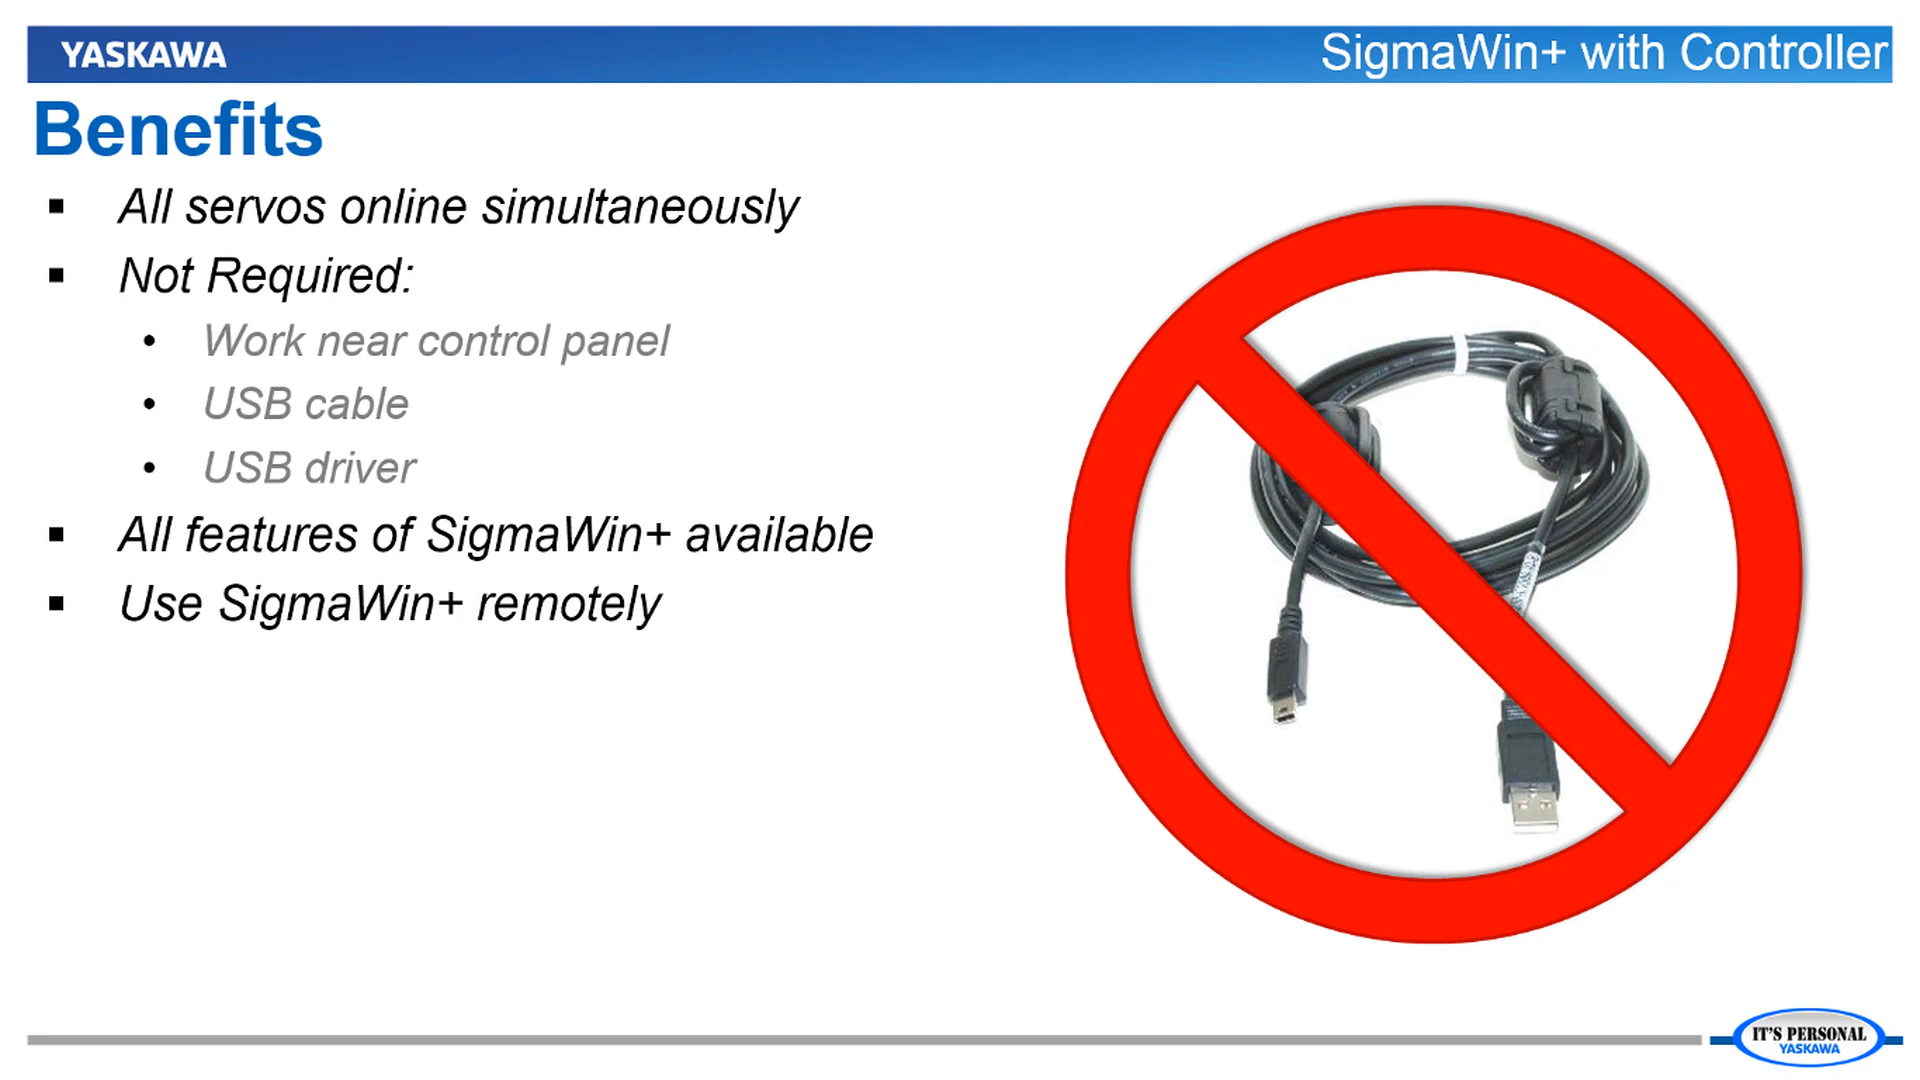 YASKAWA
SigmaWin+ with Controller
Benefits
▪ All servos online simultaneously
▪ Not Required:
• Work near control panel
• USB cable
• USB driver
▪ All features of SigmaWin+ available
▪ Use SigmaWin+ remotely
IT'S PERSONAL
YASKAWA